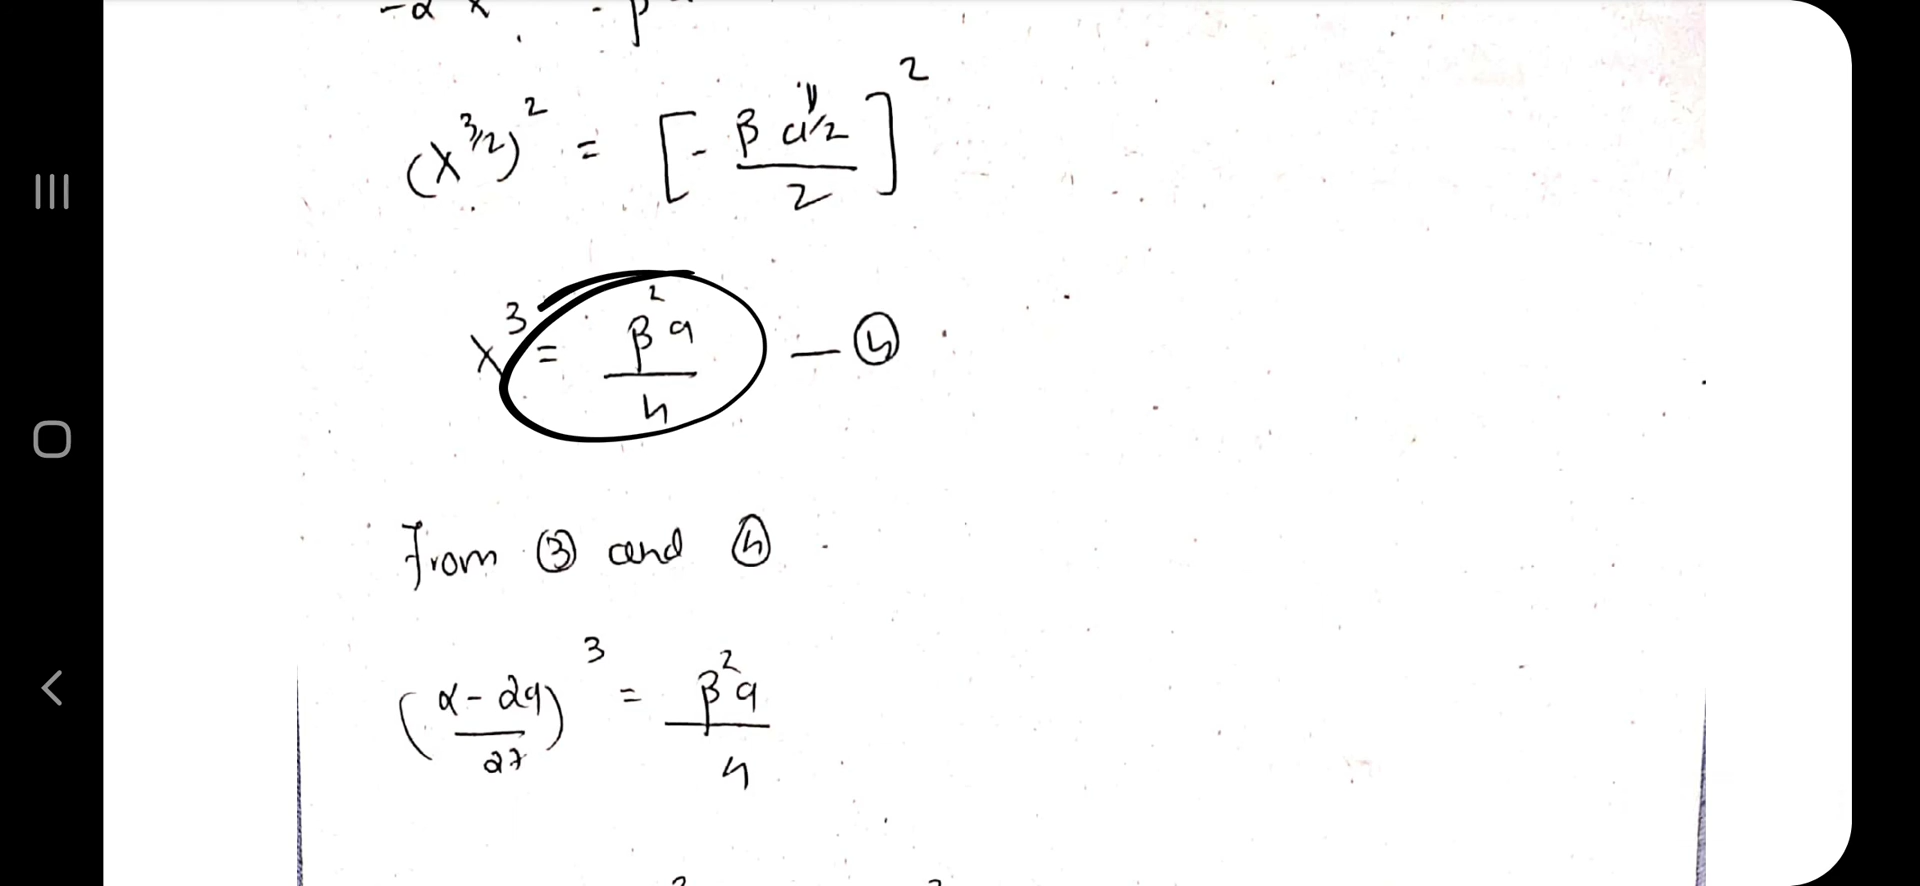 -α x . - β
(x^3/2)^2 = [- β a^1/2 / 2]^2
x^3 = β^2 a / 4 — ④
From ③ and ④ .
(α - 2a / 27)^3 = β^2 a / 4